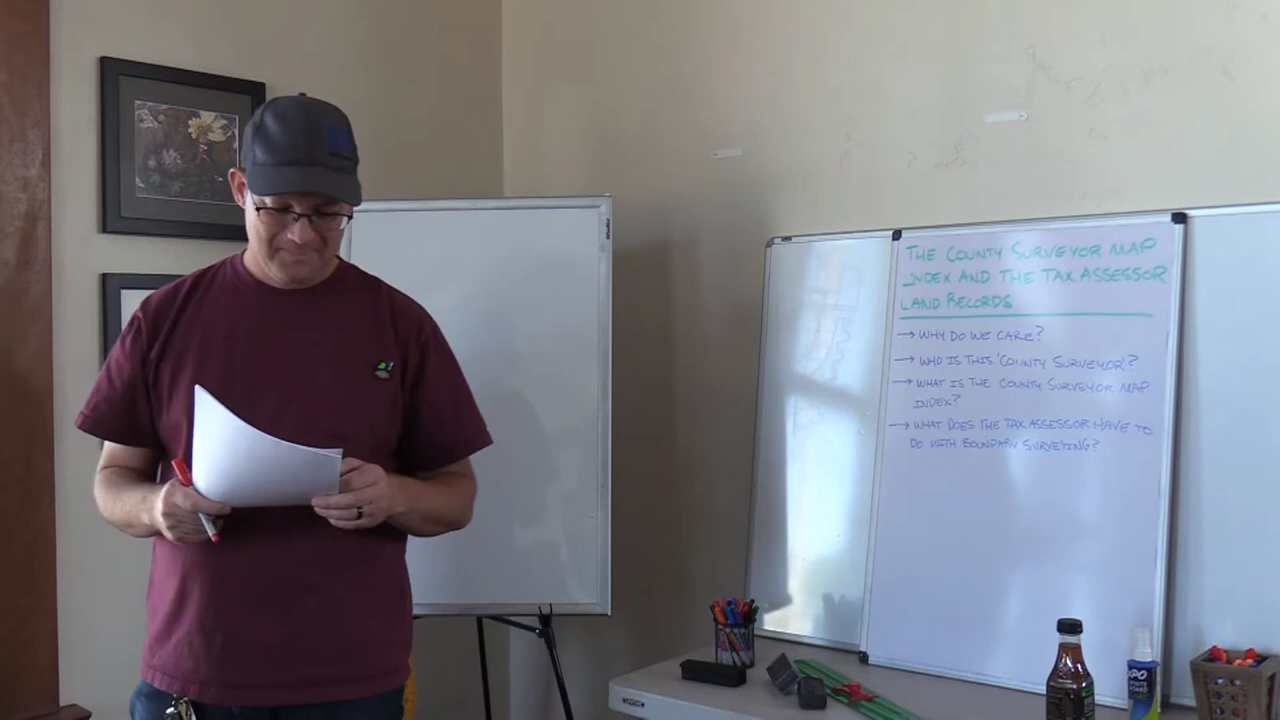 THE COUNTY SURVEYOR MAP
INDEX AND THE TAX ASSESSOR
LAND RECORDS
→ WHY DO WE CARE?
→ WHO IS THIS 'COUNTY SURVEYOR'?
→ WHAT IS THE COUNTY SURVEYOR MAP
INDEX?
→ WHAT DOES THE TAX ASSESSOR HAVE TO
DO WITH BOUNDARY SURVEYING?